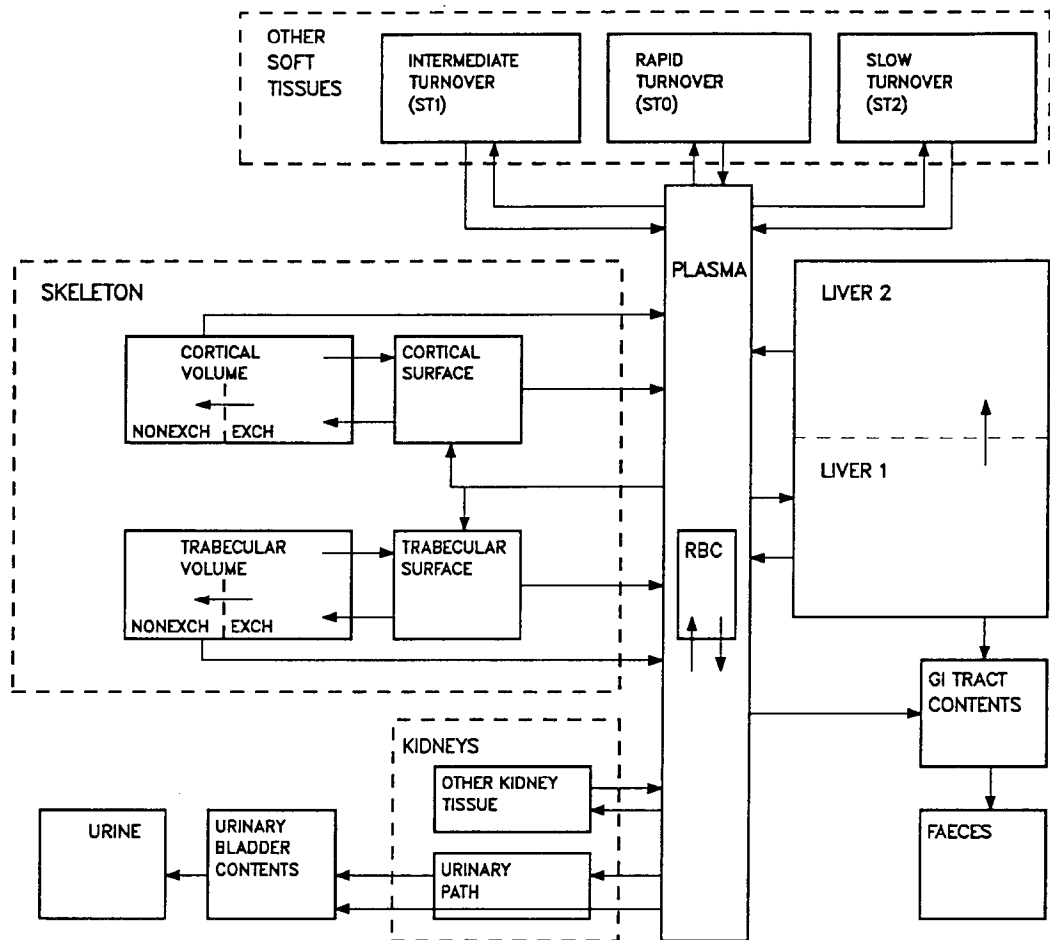 OTHER
SOFT
TISSUES
INTERMEDIATE
TURNOVER
(ST1)
RAPID
TURNOVER
(ST0)
SLOW
TURNOVER
(ST2)
PLASMA
SKELETON
CORTICAL
VOLUME
NONEXCH
EXCH
CORTICAL
SURFACE
TRABECULAR
VOLUME
NONEXCH
EXCH
TRABECULAR
SURFACE
RBC
LIVER 2
LIVER 1
GI TRACT
CONTENTS
FAECES
KIDNEYS
OTHER KIDNEY
TISSUE
URINARY
PATH
URINARY
BLADDER
CONTENTS
URINE